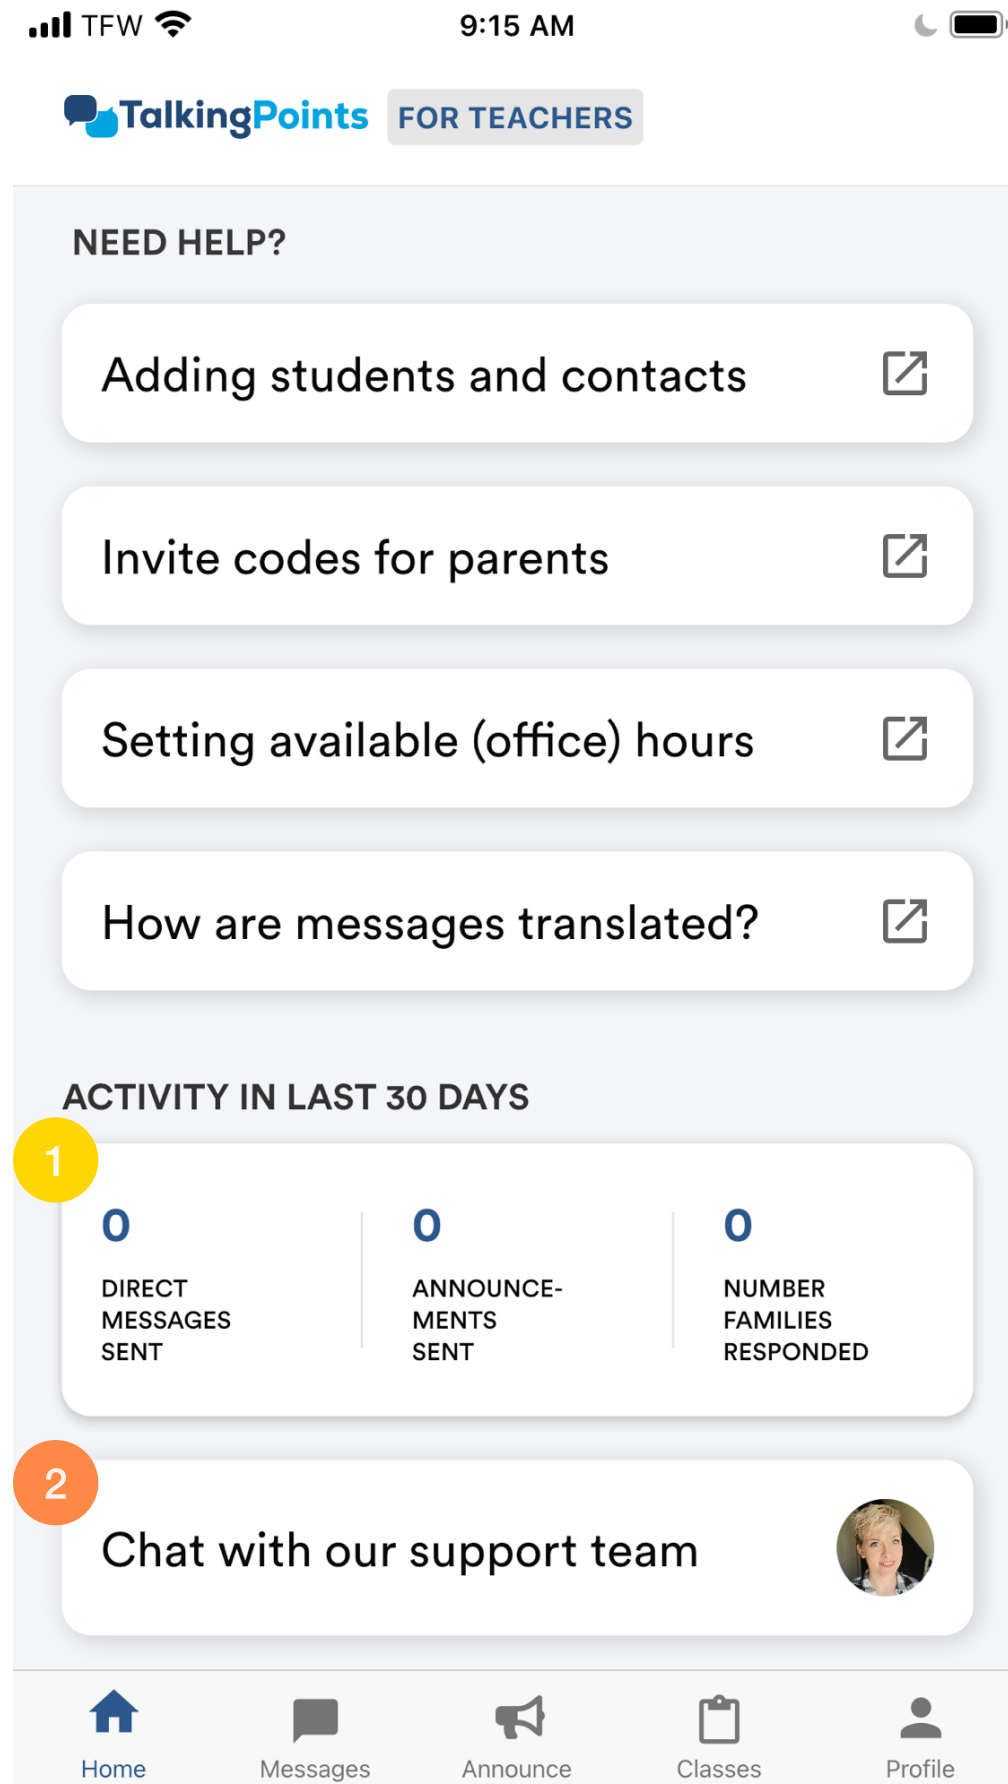 TFW 9:15 AM
TalkingPoints FOR TEACHERS
NEED HELP?
Adding students and contacts
Invite codes for parents
Setting available (office) hours
How are messages translated?
ACTIVITY IN LAST 30 DAYS
1
0
DIRECT
MESSAGES
SENT
0
ANNOUNCE-
MENTS
SENT
0
NUMBER
FAMILIES
RESPONDED
2
Chat with our support team
Home Messages Announce Classes Profile